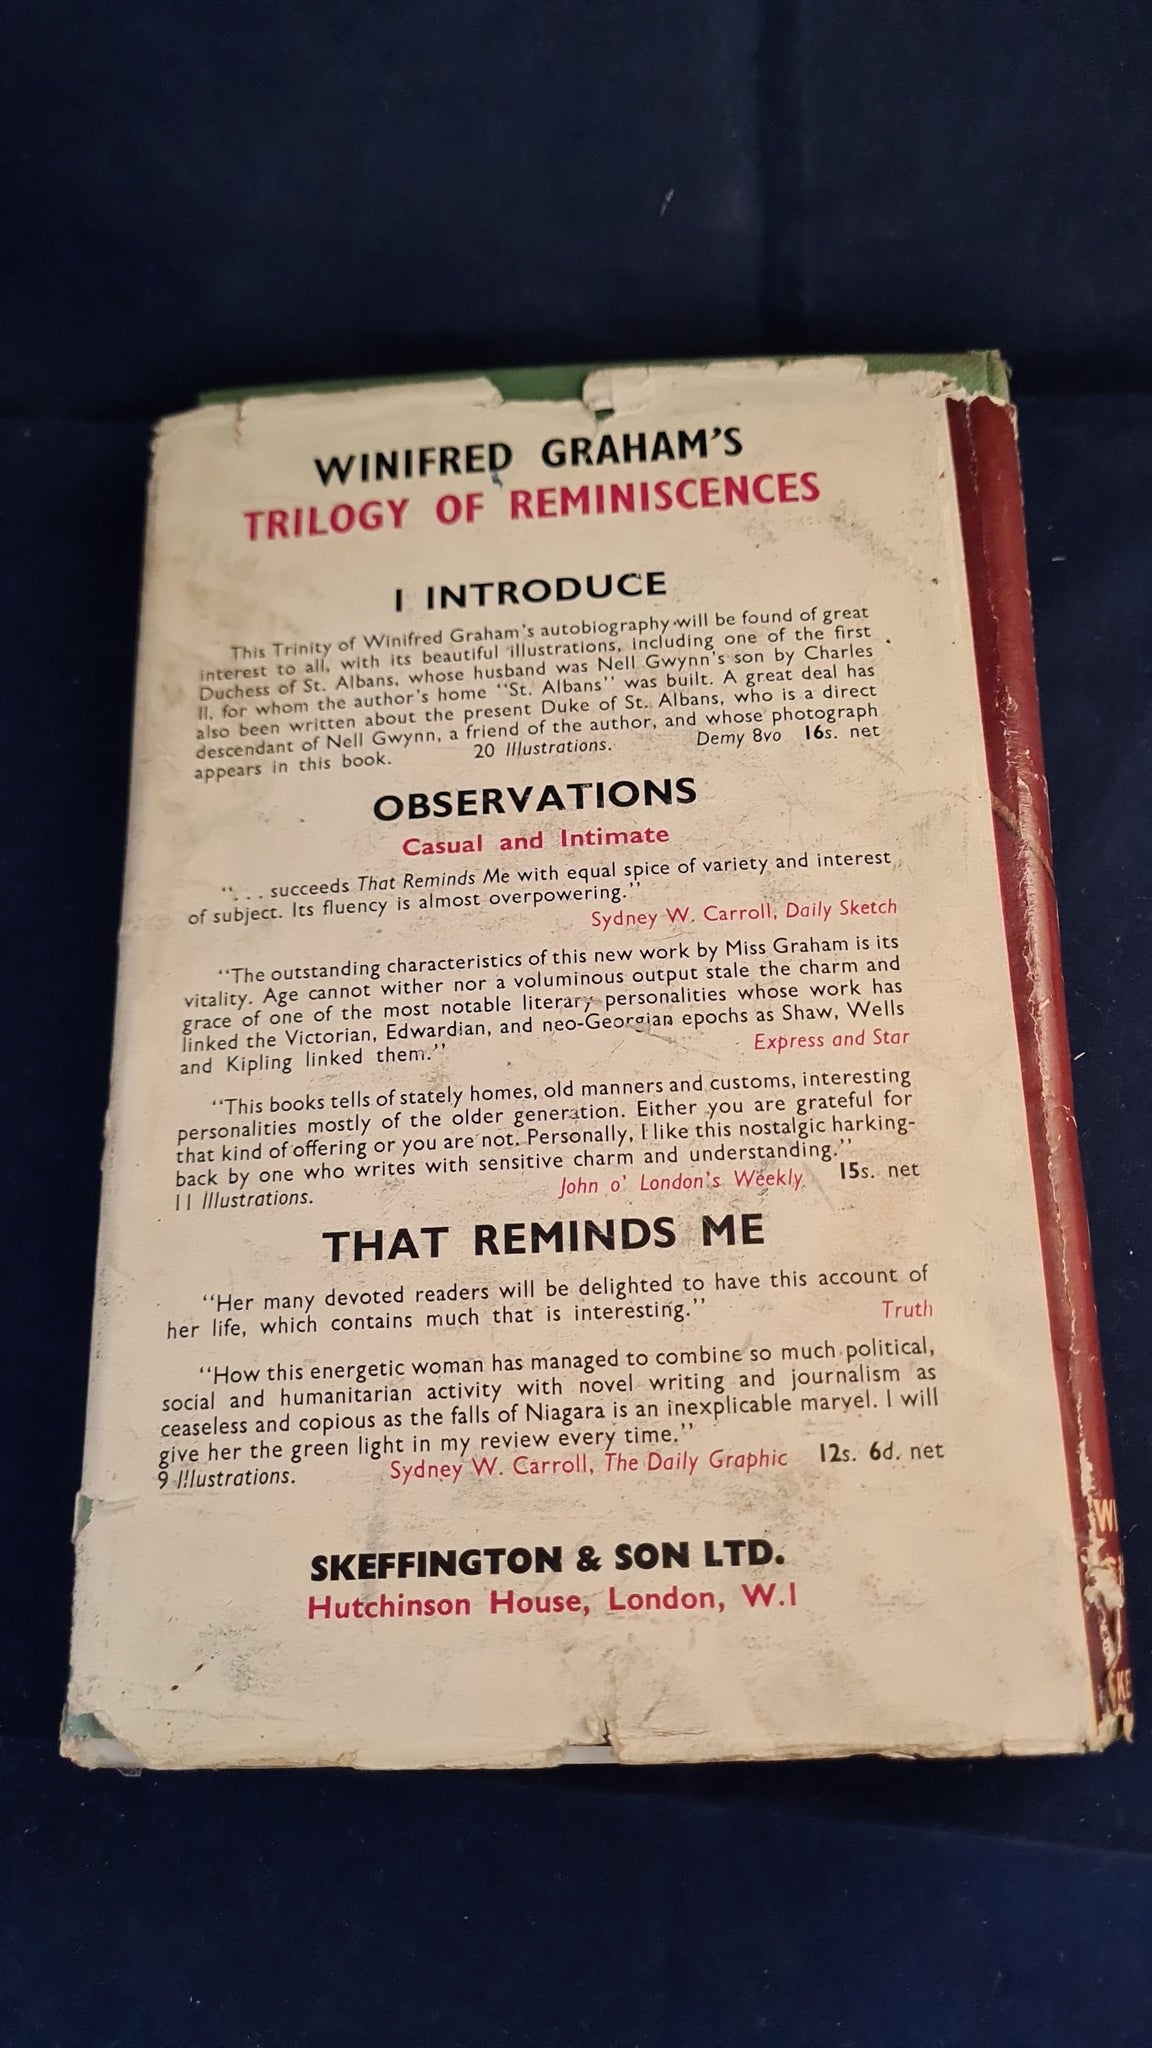 WINIFRED GRAHAM'S
TRILOGY OF REMINISCENCES
I INTRODUCE
This Trinity of Winifred Graham's autobiography will be found of great
interest to all, with its beautiful illustrations, including one of the first
Duchess of St. Albans, whose husband was Nell Gwynn's son by Charles
II, for whom the author's home "St. Albans" was built. A great deal has
also been written about the present Duke of St. Albans, who is a direct
descendant of Nell Gwynn, a friend of the author, and whose photograph
appears in this book. 20 Illustrations. Demy 8vo 16s. net
OBSERVATIONS
Casual and Intimate
". . . succeeds That Reminds Me with equal spice of variety and interest
of subject. Its fluency is almost overpowering."
Sydney W. Carroll, Daily Sketch
"The outstanding characteristics of this new work by Miss Graham is its
vitality. Age cannot wither nor a voluminous output stale the charm and
grace of one of the most notable literary personalities whose work has
linked the Victorian, Edwardian, and neo-Georgian epochs as Shaw, Wells
and Kipling linked them."
Express and Star
"This books tells of stately homes, old manners and customs, interesting
personalities mostly of the older generation. Either you are grateful for
that kind of offering or you are not. Personally, I like this nostalgic harking-
back by one who writes with sensitive charm and understanding."
11 Illustrations. John o' London's Weekly. 15s. net
THAT REMINDS ME
"Her many devoted readers will be delighted to have this account of
her life, which contains much that is interesting."
Truth
"How this energetic woman has managed to combine so much political,
social and humanitarian activity with novel writing and journalism as
ceaseless and copious as the falls of Niagara is an inexplicable marvel. I will
give her the green light in my review every time."
9 Illustrations. Sydney W. Carroll, The Daily Graphic 12s. 6d. net
SKEFFINGTON & SON LTD.
Hutchinson House, London, W.1